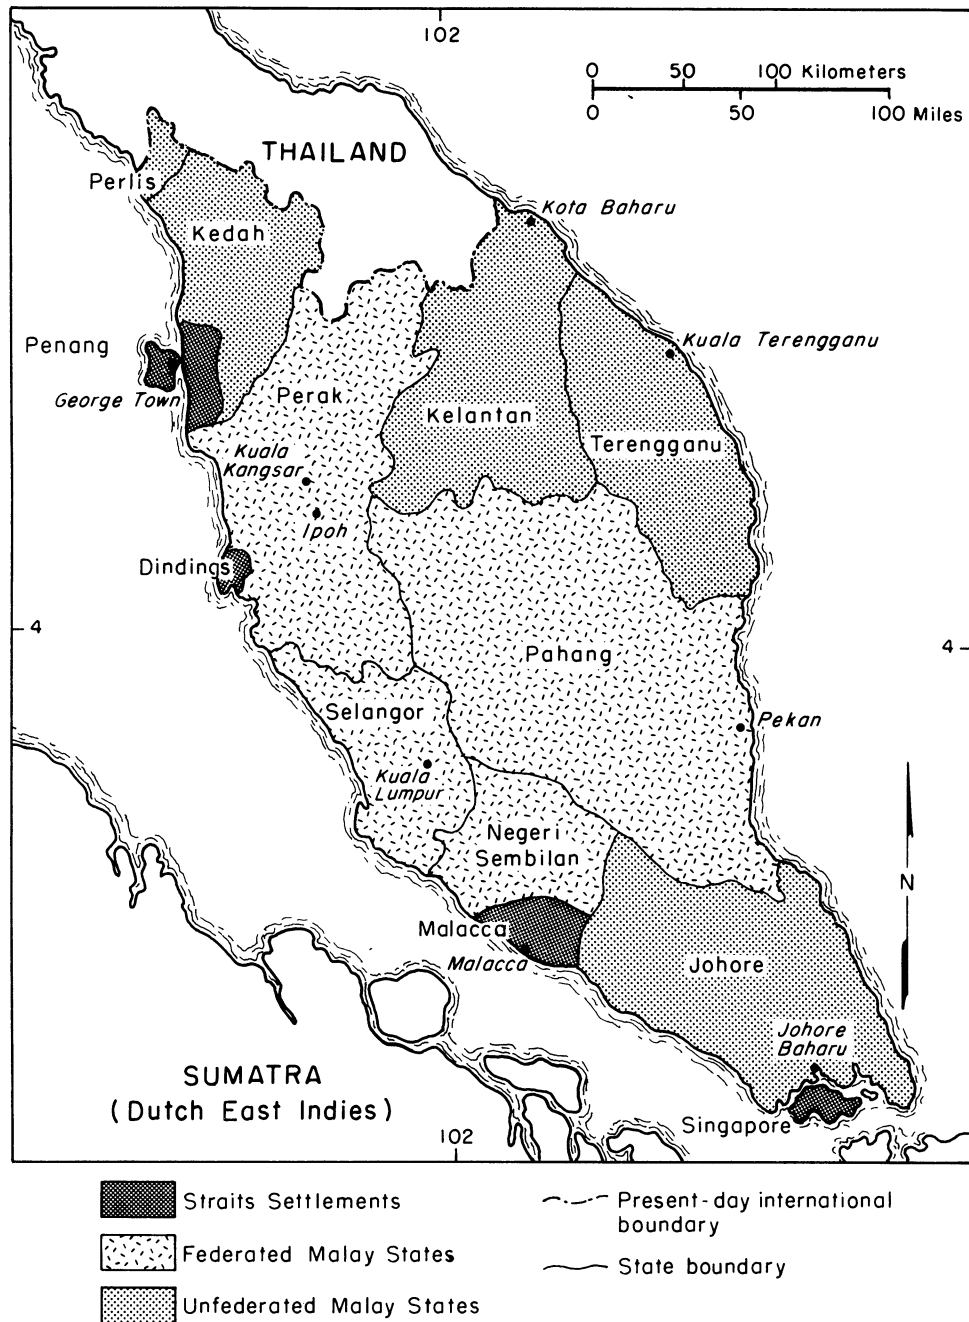 102
0 50 100 Kilometers
0 50 100 Miles
THAILAND
Perlis
Kota Baharu
Kedah
Kuala Terengganu
Penang
George Town
Perak
Kelantan
Terengganu
Kuala
Kangsar
Ipoh
Dindings
4
4
Pahang
Selangor
Pekan
Kuala
Lumpur
Negeri
Sembilan
N
Malacca
Malacca
Johore
Johore
Baharu
SUMATRA
(Dutch East Indies)
Singapore
102
Straits Settlements
Federated Malay States
Unfederated Malay States
Present-day international
boundary
State boundary